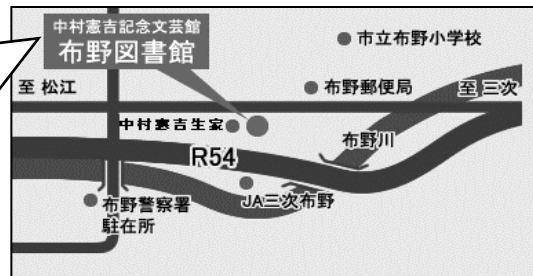 中村憲吉記念文芸館
布野図書館
市立布野小学校
至 松江
布野郵便局
至 三次
中村憲吉生家
布野川
R54
JA三次布野
布野警察署
駐在所